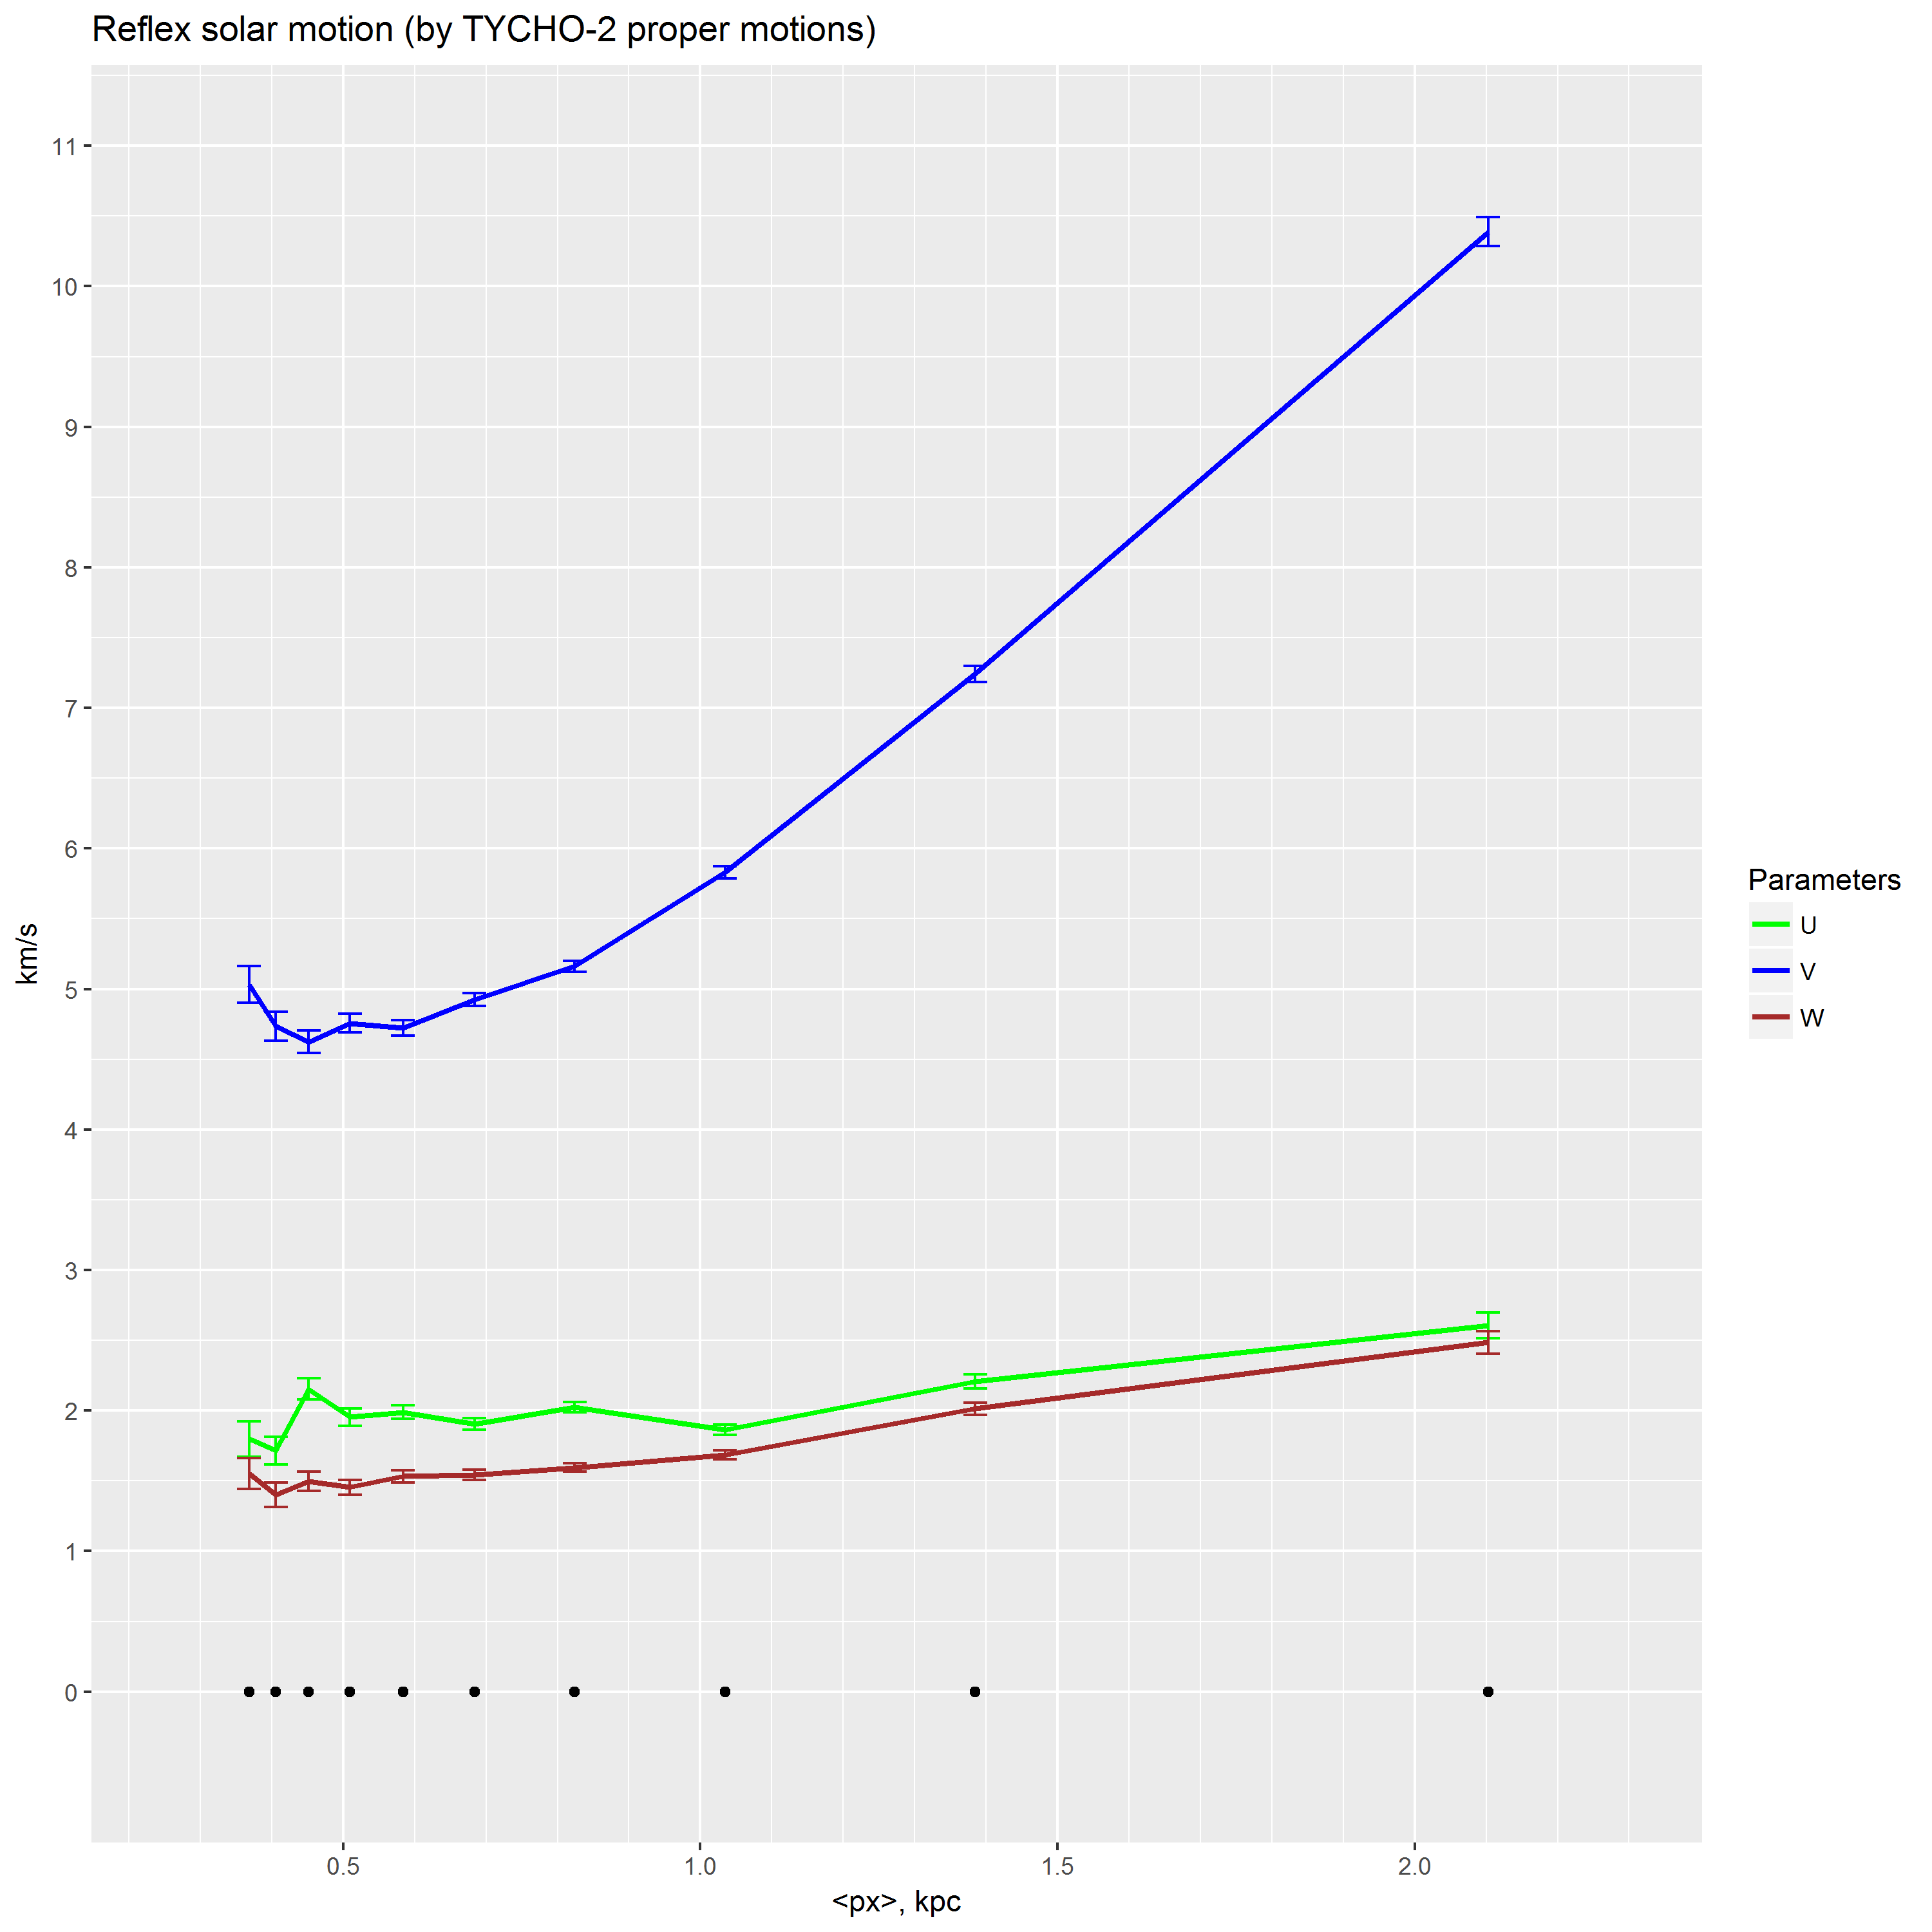 Reflex solar motion (by TYCHO-2 proper motions)
11
10
9
8
7
6
5
4
3
2
1
0
km/s
0.5 1.0 1.5 2.0
<px>, kpc
Parameters
U
V
W